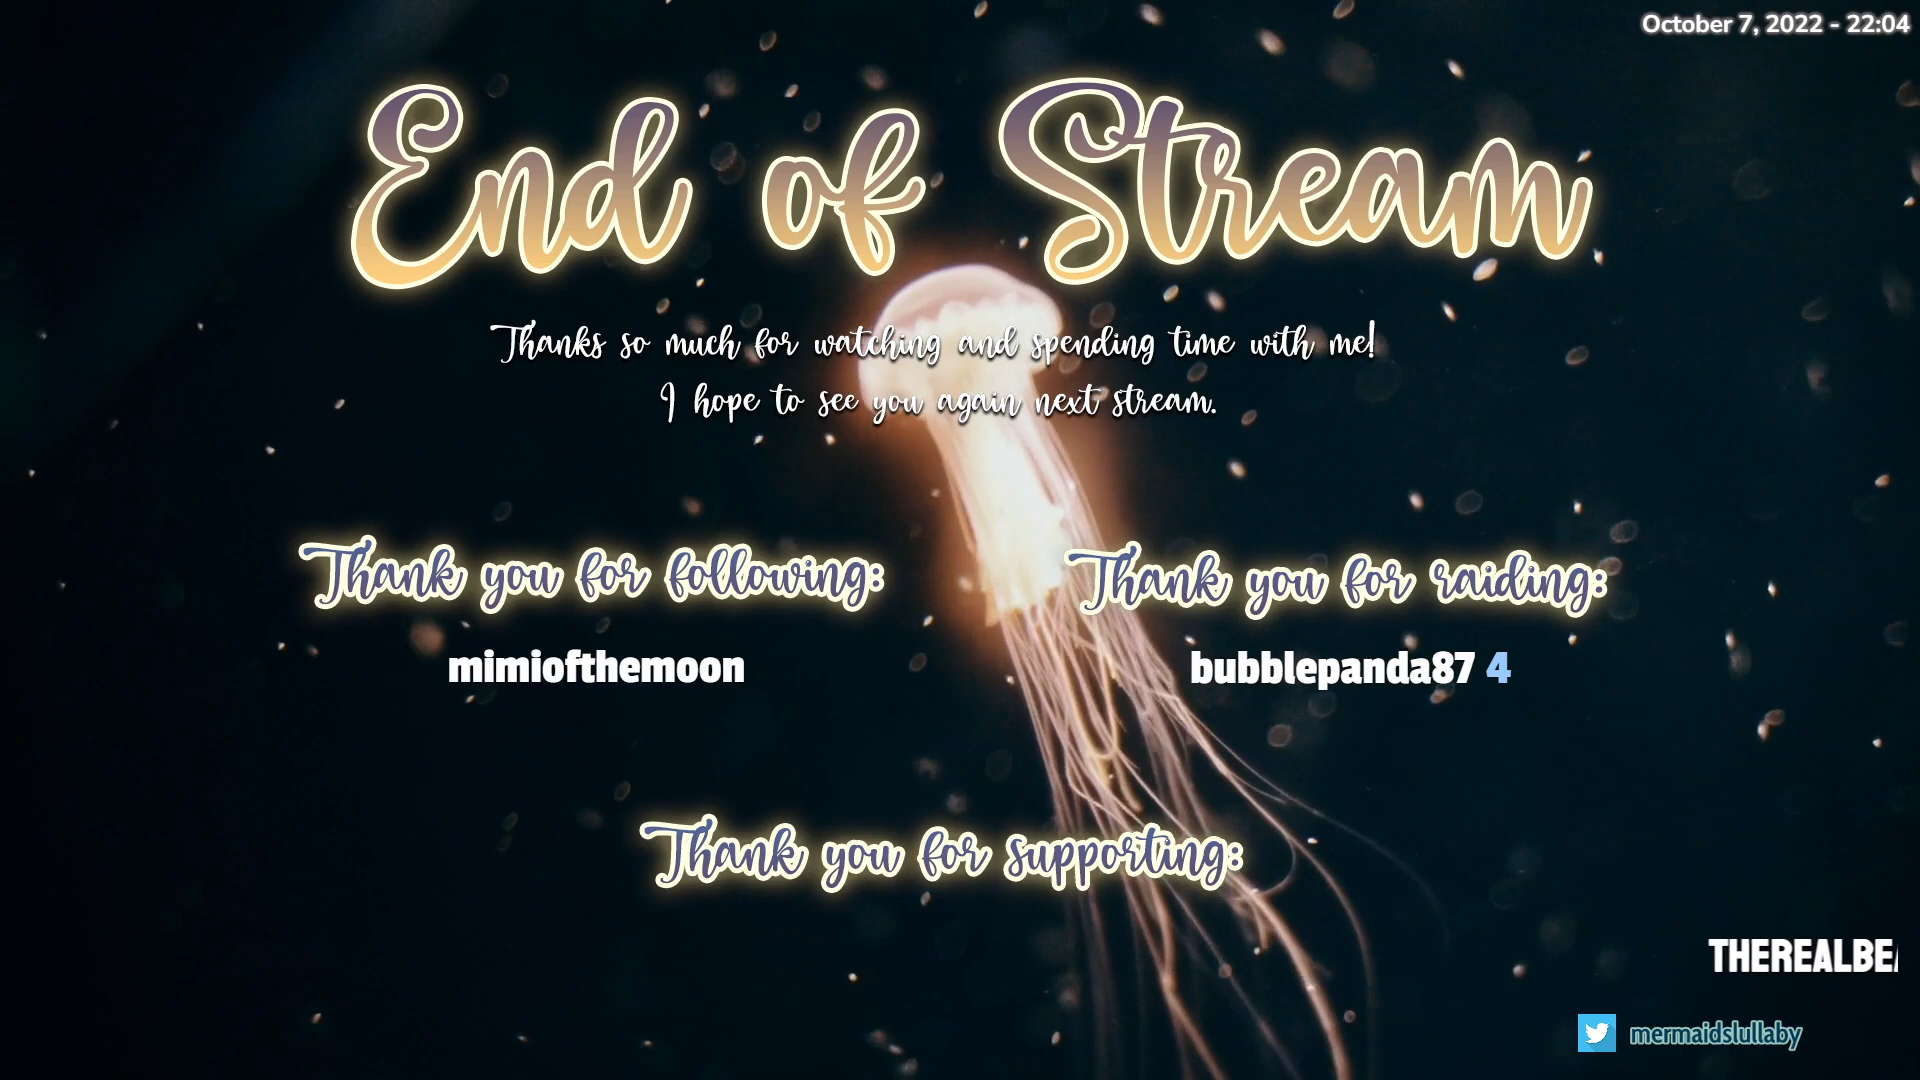 October 7, 2022 - 22:04
End of Stream
Thanks so much for watching and spending time with me!
I hope to see you again next stream.
Thank you for following:
Thank you for raiding:
mimiofthemoon
bubblepanda87 4
Thank you for supporting:
THEREALBE
mermaidslullaby